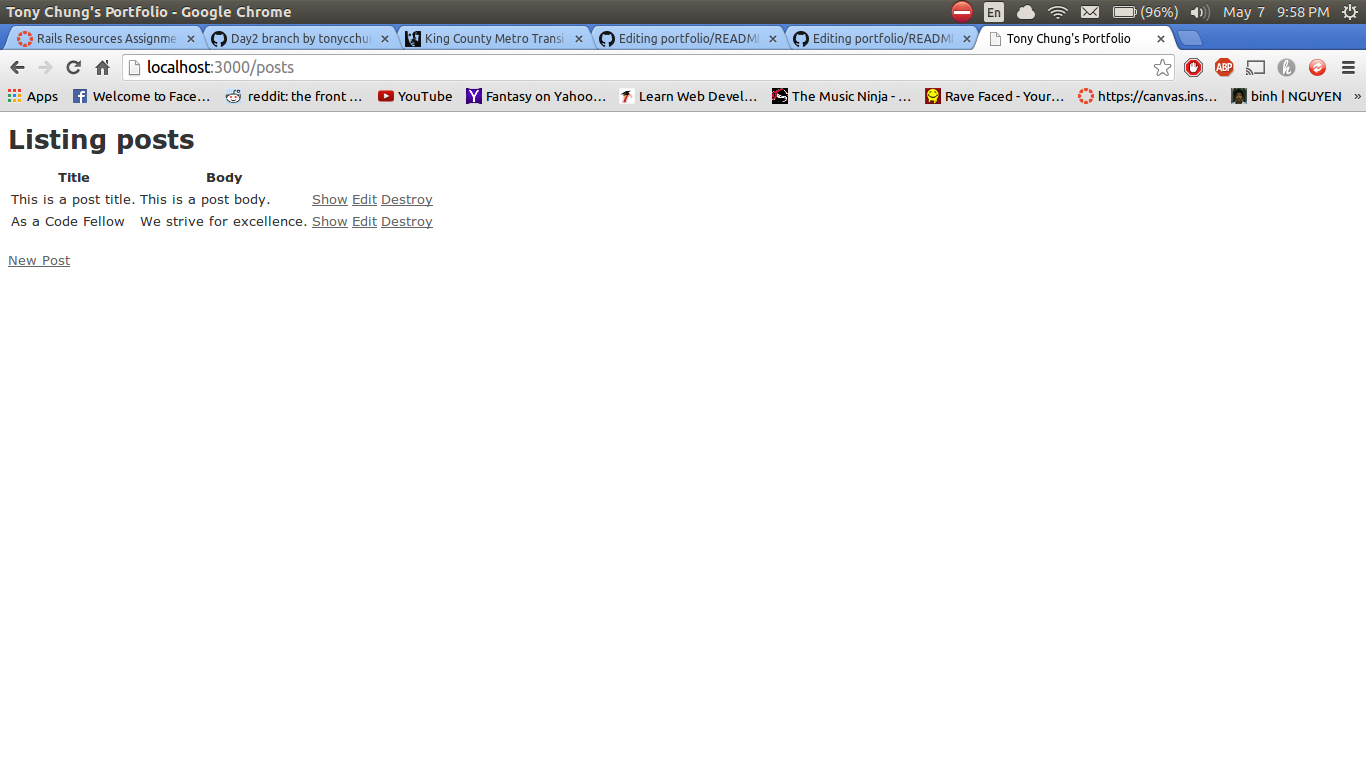 Tony Chung's Portfolio - Google Chrome En (96%) May 7 9:58 PM
Rails Resources Assignme Day2 branch by tonycchu King County Metro Transi Editing portfolio/READM Editing portfolio/READM Tony Chung's Portfolio
localhost:3000/posts ABP h
Apps Welcome to Face... reddit: the front ... YouTube Fantasy on Yahoo... Learn Web Devel... The Music Ninja - ... Rave Faced - Your... https://canvas.ins... binh | NGUYEN »
Listing posts
Title Body
This is a post title. This is a post body. Show Edit Destroy
As a Code Fellow We strive for excellence. Show Edit Destroy
New Post